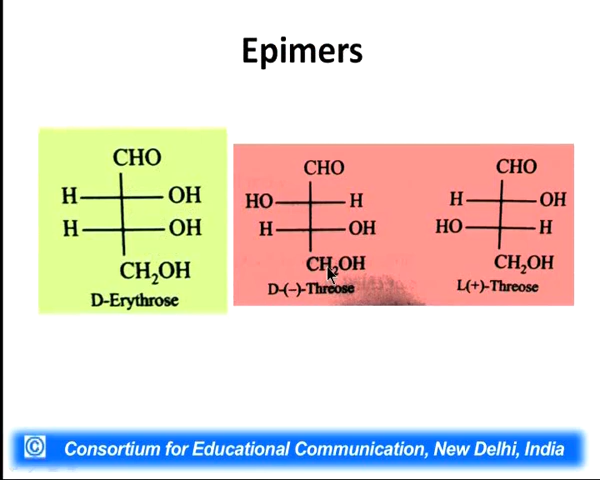 Epimers
CHO
H OH
H OH
CH2OH
D-Erythrose
CHO
HO H
H OH
CH2OH
D-(−)-Threose
CHO
H OH
HO H
CH2OH
L(+)-Threose
© Consortium for Educational Communication, New Delhi, India